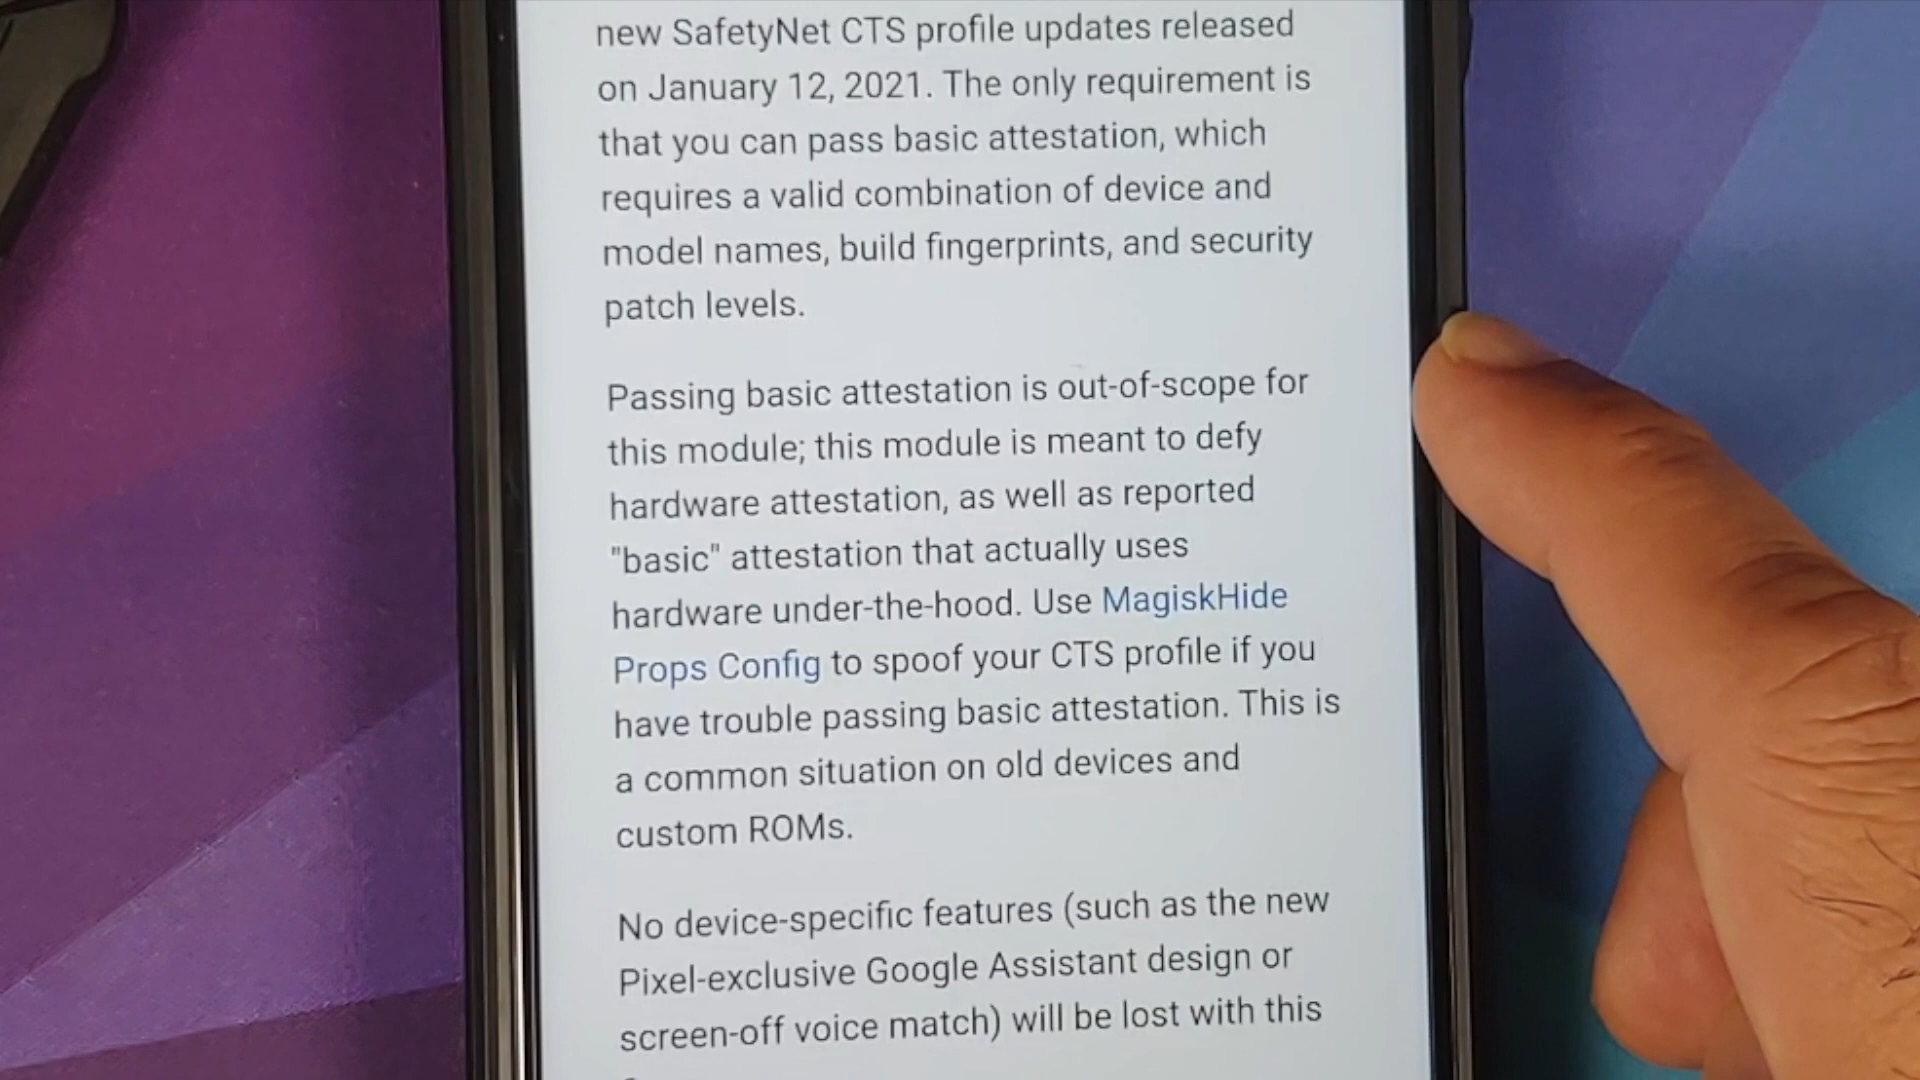 new SafetyNet CTS profile updates released
on January 12, 2021. The only requirement is
that you can pass basic attestation, which
requires a valid combination of device and
model names, build fingerprints, and security
patch levels.
Passing basic attestation is out-of-scope for
this module; this module is meant to defy
hardware attestation, as well as reported
"basic" attestation that actually uses
hardware under-the-hood. Use MagiskHide
Props Config to spoof your CTS profile if you
have trouble passing basic attestation. This is
a common situation on old devices and
custom ROMs.
No device-specific features (such as the new
Pixel-exclusive Google Assistant design or
screen-off voice match) will be lost with this